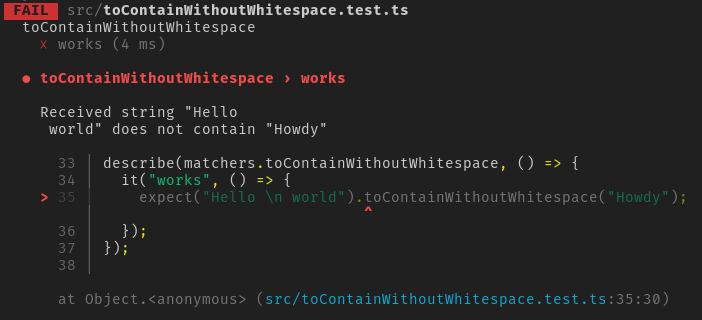 FAIL src/toContainWithoutWhitespace.test.ts
toContainWithoutWhitespace
✗ works (4 ms)
● toContainWithoutWhitespace › works
Received string "Hello
world" does not contain "Howdy"
33 | describe(matchers.toContainWithoutWhitespace, () => {
34 | it("works", () => {
> 35 | expect("Hello \n world").toContainWithoutWhitespace("Howdy");
| ^
36 | });
37 | });
38 |
at Object.<anonymous> (src/toContainWithoutWhitespace.test.ts:35:30)